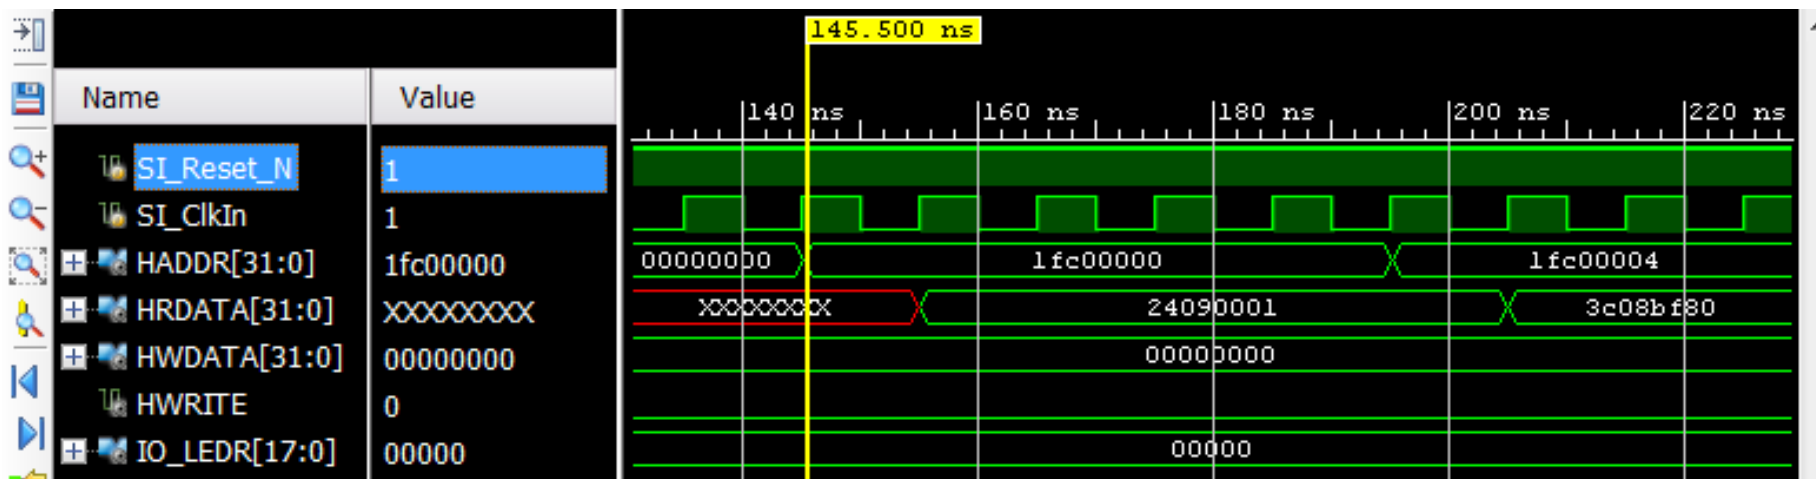 145.500 ns
Name Value
140 ns 160 ns 180 ns 200 ns 220 ns
SI_Reset_N 1
SI_ClkIn 1
HADDR[31:0] 1fc00000 00000000 1fc00000 1fc00004
HRDATA[31:0] XXXXXXXX XXXXXXXX 24090001 3c08bf80
HWDATA[31:0] 00000000 00000000
HWRITE 0
IO_LEDR[17:0] 00000 00000